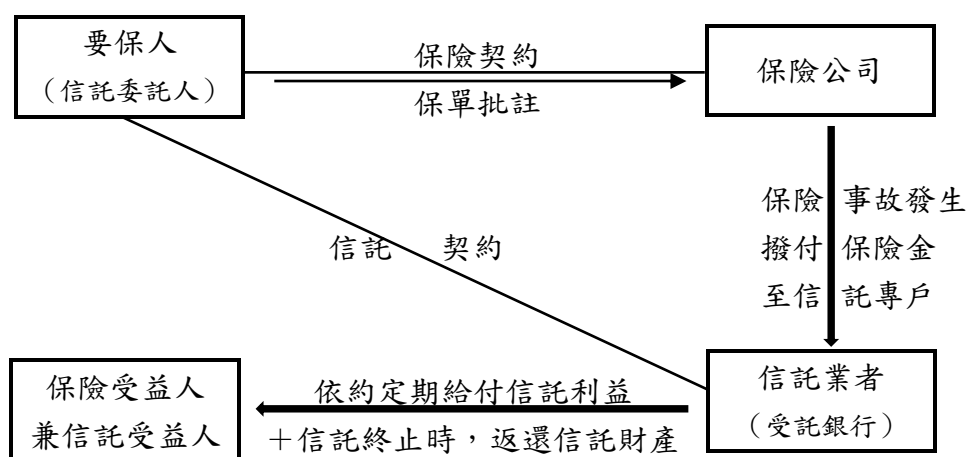 要保人
（信託委託人）
保險契約
保單批註
保險公司
保險事故發生
撥付保險金
至信託專戶
信託 契約
保險受益人
兼信託受益人
依約定期給付信託利益
＋信託終止時，返還信託財產
信託業者
（受託銀行）